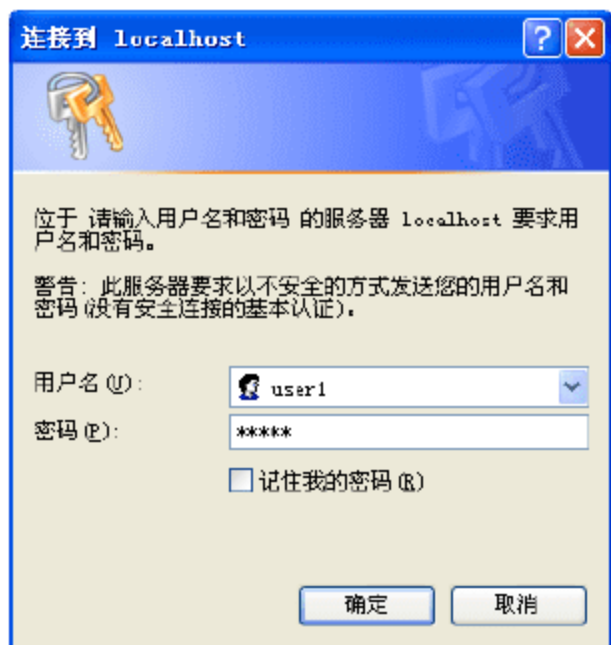 连接到 localhost
位于 请输入用户名和密码 的服务器 localhost 要求用
户名和密码。
警告: 此服务器要求以不安全的方式发送您的用户名和
密码(没有安全连接的基本认证)。
用户名(U):
user1
密码(P):
*****
记住我的密码(R)
确定
取消